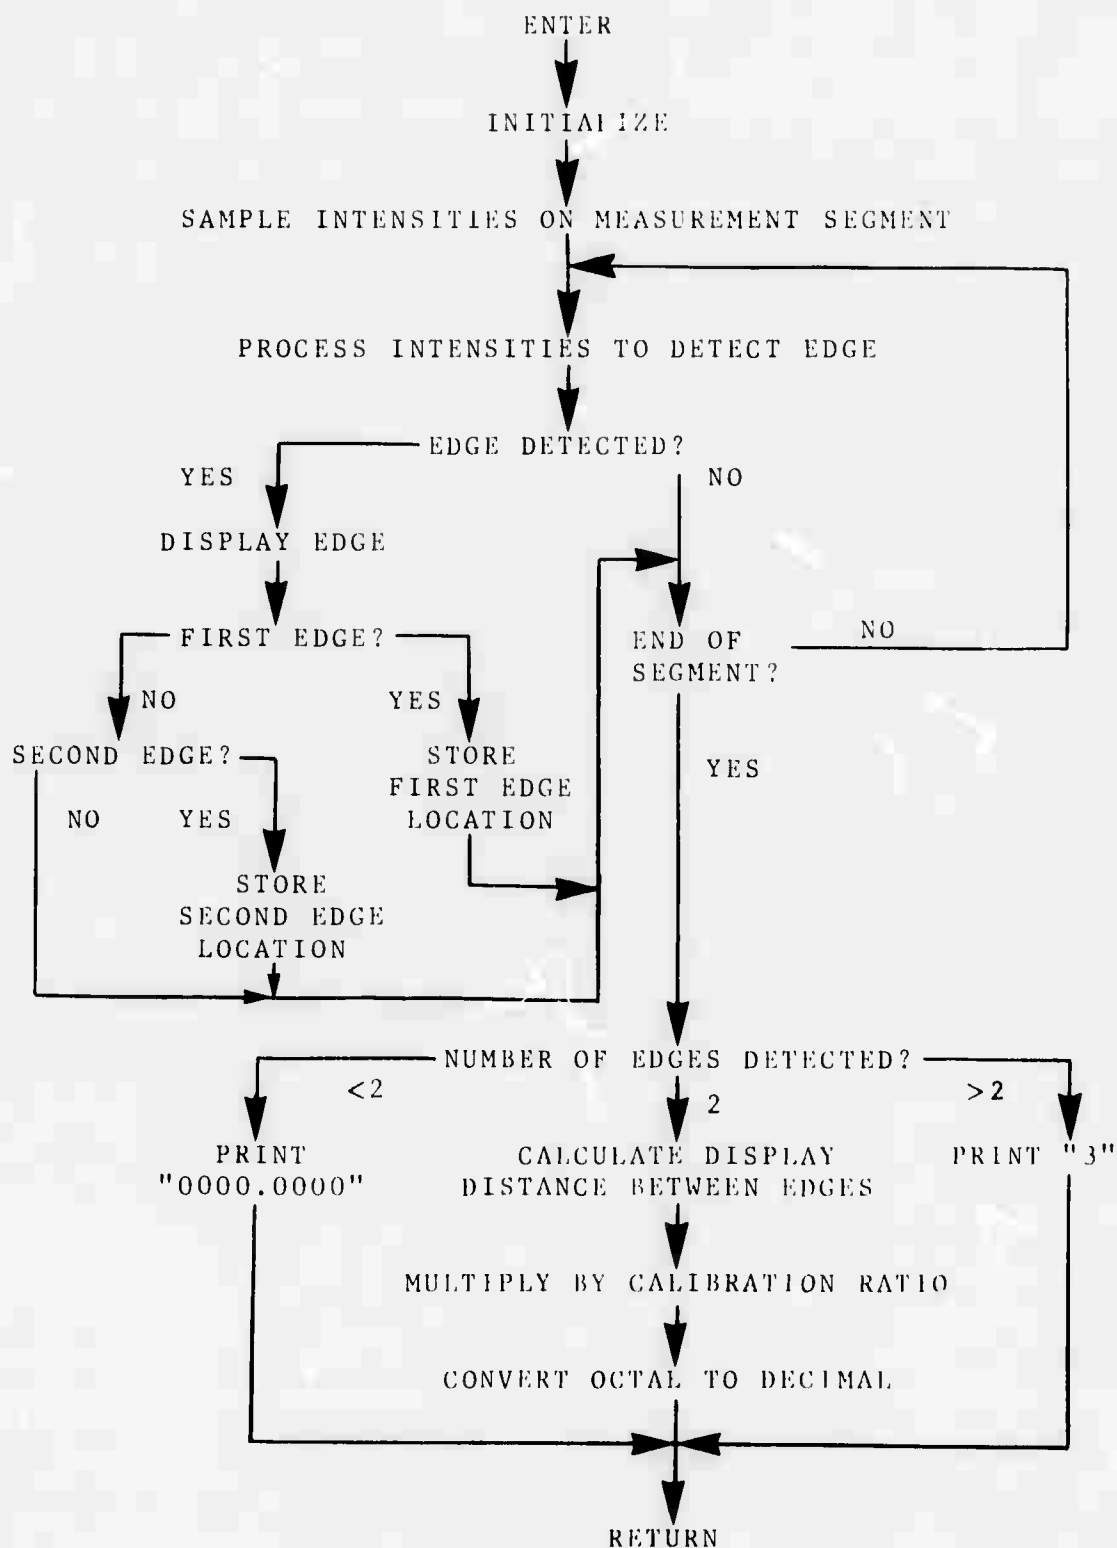 ENTER
INITIALIZE
SAMPLE INTENSITIES ON MEASUREMENT SEGMENT
PROCESS INTENSITIES TO DETECT EDGE
EDGE DETECTED?
YES
NO
DISPLAY EDGE
FIRST EDGE?
END OF
SEGMENT?
NO
NO
YES
SECOND EDGE?
STORE
FIRST EDGE
LOCATION
YES
NO
YES
STORE
SECOND EDGE
LOCATION
NUMBER OF EDGES DETECTED?
<2
2
>2
PRINT
"0000.0000"
CALCULATE DISPLAY
DISTANCE BETWEEN EDGES
PRINT "3"
MULTIPLY BY CALIBRATION RATIO
CONVERT OCTAL TO DECIMAL
RETURN